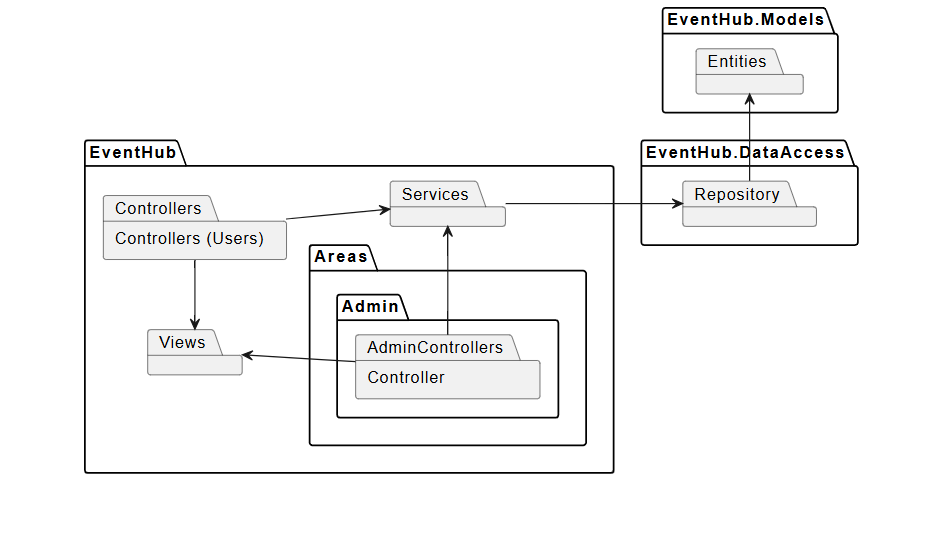 EventHub.Models
Entities
EventHub
EventHub.DataAccess
Controllers
Controllers (Users)
Services
Repository
Areas
Admin
Views
AdminControllers
Controller